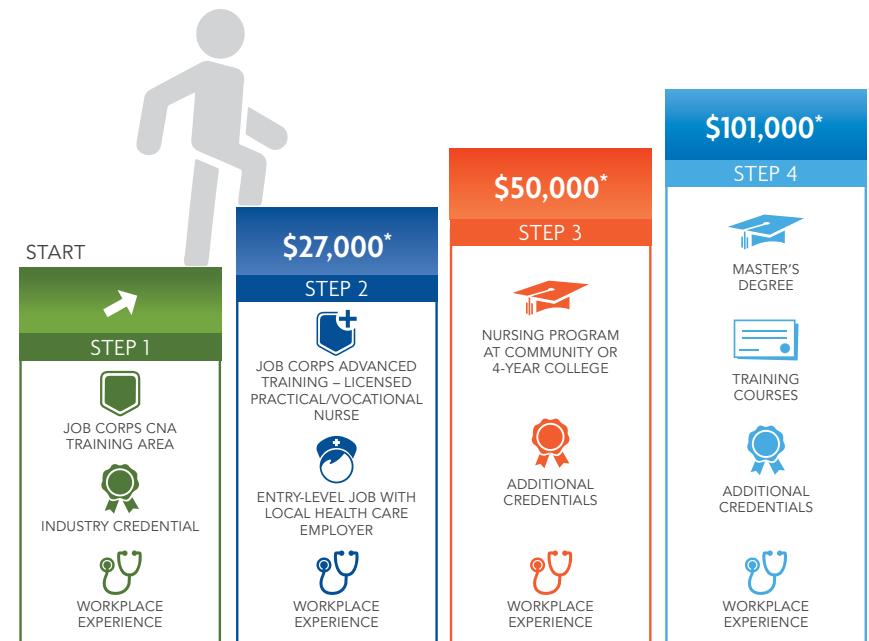 START
STEP 1
JOB CORPS CNA
TRAINING AREA
INDUSTRY CREDENTIAL
WORKPLACE
EXPERIENCE
$27,000*
STEP 2
JOB CORPS ADVANCED
TRAINING – LICENSED
PRACTICAL/VOCATIONAL
NURSE
ENTRY-LEVEL JOB WITH
LOCAL HEALTH CARE
EMPLOYER
WORKPLACE
EXPERIENCE
$50,000*
STEP 3
NURSING PROGRAM
AT COMMUNITY OR
4-YEAR COLLEGE
ADDITIONAL
CREDENTIALS
WORKPLACE
EXPERIENCE
$101,000*
STEP 4
MASTER'S
DEGREE
TRAINING
COURSES
ADDITIONAL
CREDENTIALS
WORKPLACE
EXPERIENCE